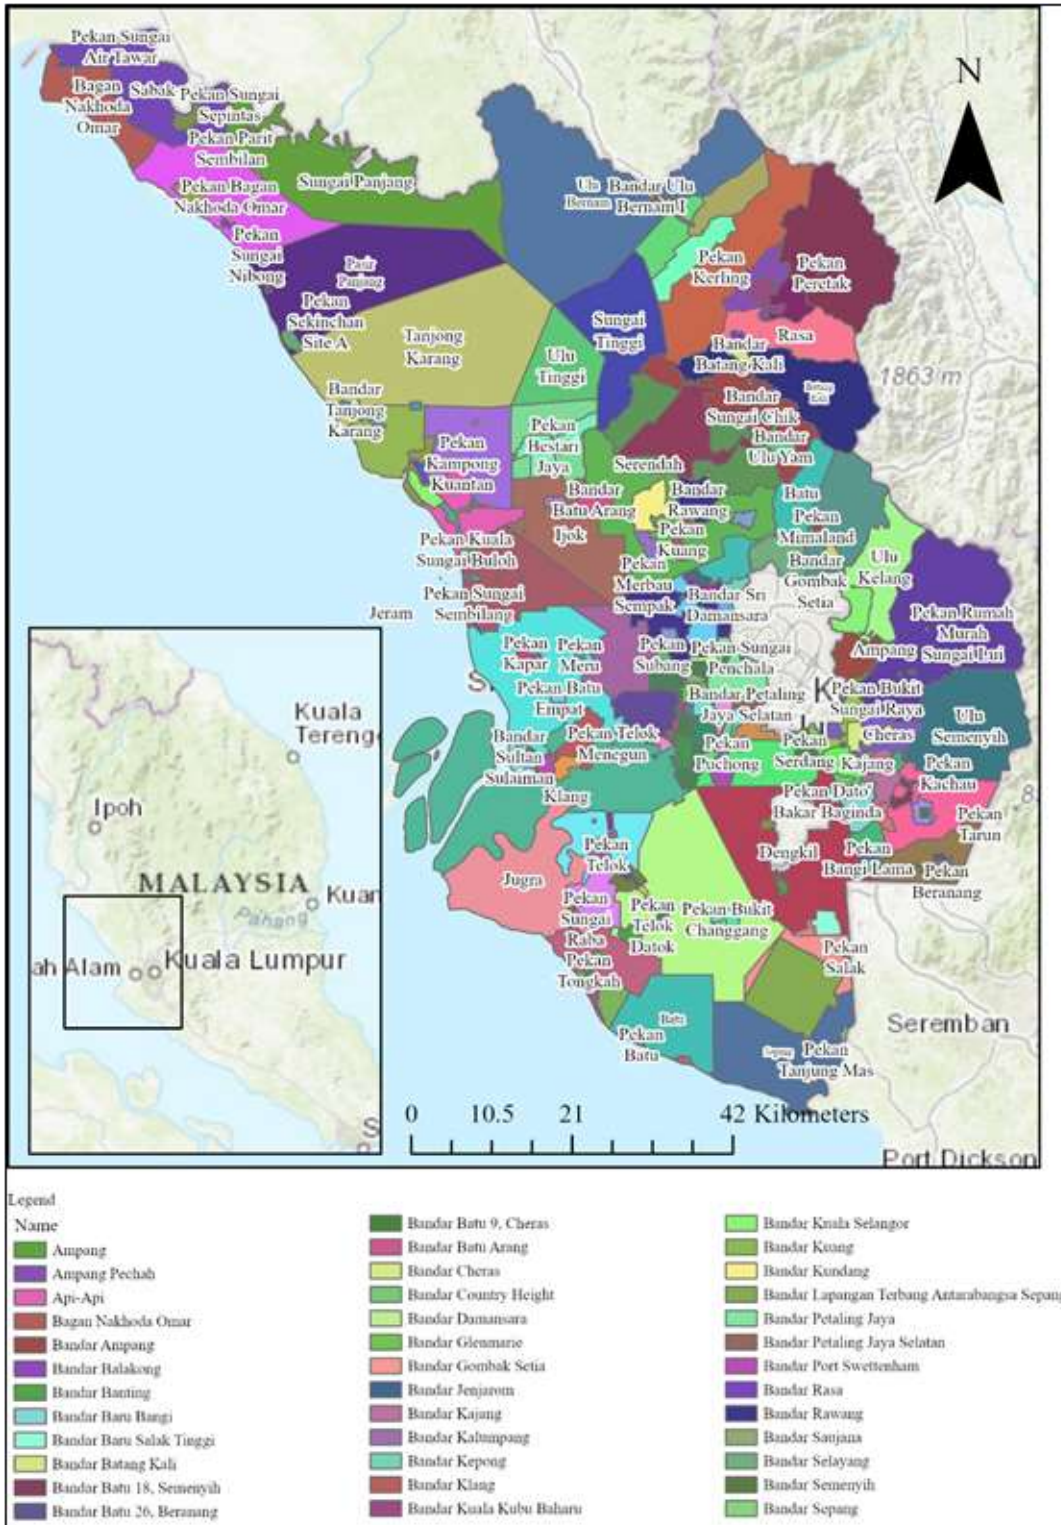 Pekan Sungai
Air Tawar
Bagan
Nakhoda
Omar
Sabak
Pekan Sungai
Sepintas
Pekan Parit
Sembilan
Sungai Panjang
Pekan Bagan
Nakhoda Omar
Pekan
Sungai
Nibong
Pasir
Panjang
Pekan
Sekinchan
Site A
Ulu
Bernam
Bandar Ulu
Bernam I
Pekan
Kerling
Pekan
Peretak
N
Tanjong
Karang
Ulu
Tinggi
Sungai
Tinggi
Rasa
Bandar
Batang Kali
1863 m
Bandar
Tanjong
Karang
Bandar
Sungai Chik
Bandar
Ulu Yam
Pekan
Kampong
Kuantan
Pekan
Bestari
Jaya
Serendah
Bandar
Batu Arang
Ijok
Bandar
Rawang
Pekan
Kuang
Batu
Pekan
Mimaland
Pekan Kuala
Sungai Buloh
Pekan
Merbau
Sempak
Bandar
Gombak
Setia
Ulu
Kelang
Jeram
Pekan Sungai
Sembilang
Bandar Sri
Damansara
Pekan Rumah
Murah
Sungai Lui
Pekan
Kapar
Pekan
Meru
Pekan
Subang
Pekan Sungai
Penchala
Ampang
Pekan Batu
Empat
Bandar Petaling
Jaya Selatan
K
Pekan Bukit
Sungai Raya
Cheras
Ulu
Semenyih
Bandar
Sultan
Sulaiman
Pekan Telok
Menegun
Klang
Pekan
Puchong
Pekan
Serdang
Kajang
Pekan
Kachau
Pekan Dato'
Bakar Baginda
Pekan
Tarun
Dengkil
Pekan
Bangi Lama
Pekan
Beranang
Jugra
Pekan
Telok
Pekan
Sungai
Raba
Pekan
Telok
Datok
Pekan Bukit
Changgang
Pekan
Salak
Pekan
Tongkah
Pekan
Batu
Batu
Sepang
Pekan
Tanjung Mas
Seremban
Port Dickson
0 10.5 21 42 Kilometers
Kuala
Tereng
Ipoh
MALAYSIA
Kuan
Pahang
ah Alam
Kuala Lumpur
S
Legend
Name
Ampang
Ampang Pechah
Api-Api
Bagan Nakhoda Omar
Bandar Ampang
Bandar Balakong
Bandar Banting
Bandar Baru Bangi
Bandar Baru Salak Tinggi
Bandar Batang Kali
Bandar Batu 18, Semenyih
Bandar Batu 26, Beranang
Bandar Batu 9, Cheras
Bandar Batu Arang
Bandar Cheras
Bandar Country Height
Bandar Damansara
Bandar Glenmarie
Bandar Gombak Setia
Bandar Jenjarom
Bandar Kajang
Bandar Kalumpang
Bandar Kepong
Bandar Klang
Bandar Kuala Kubu Baharu
Bandar Kuala Selangor
Bandar Kuang
Bandar Kundang
Bandar Lapangan Terbang Antarabangsa Sepang
Bandar Petaling Jaya
Bandar Petaling Jaya Selatan
Bandar Port Swettenham
Bandar Rasa
Bandar Rawang
Bandar Saujana
Bandar Selayang
Bandar Semenyih
Bandar Sepang